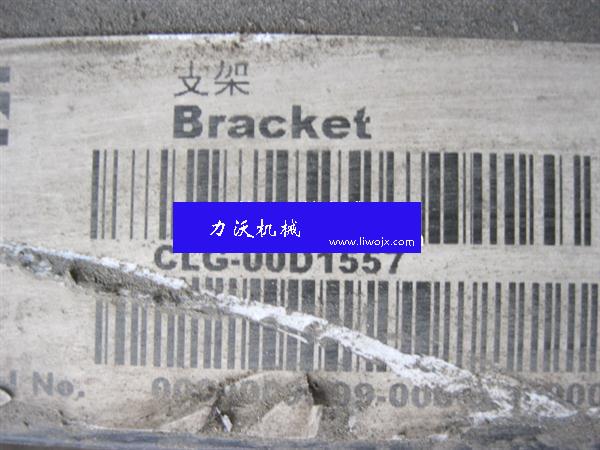 支架
Bracket
力沃机械
www.liwojx.com
CLG-00D1557
No.